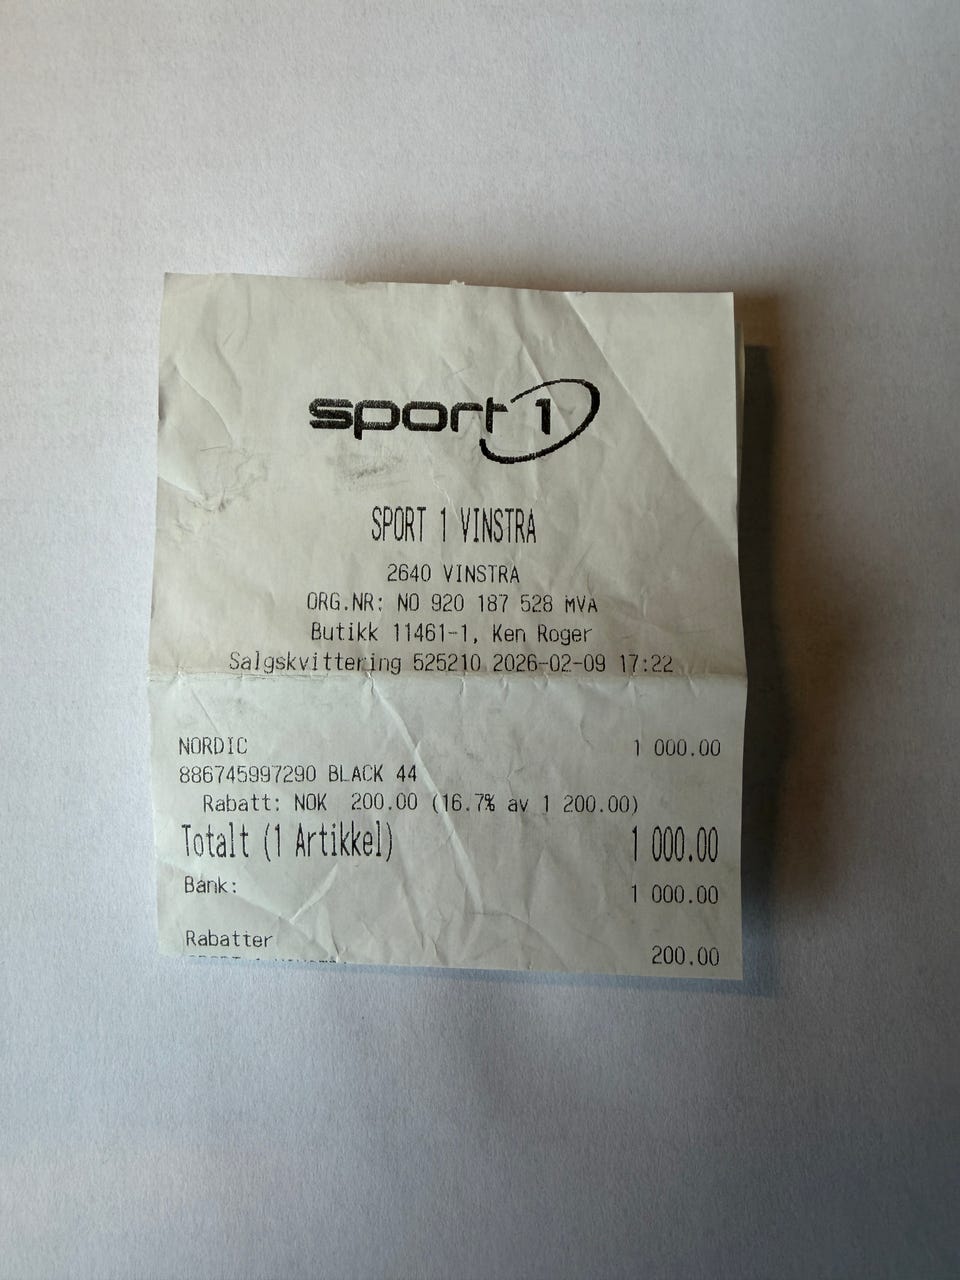 sport 1
SPORT 1 VINSTRA
2640 VINSTRA
ORG.NR: NO 920 187 528 MVA
Butikk 11461-1, Ken Roger
Salgskvittering 525210 2026-02-09 17:22
NORDIC 1 000.00
886745997290 BLACK 44
Rabatt: NOK 200.00 (16.7% av 1 200.00)
Totalt (1 Artikkel) 1 000.00
Bank: 1 000.00
Rabatter 200.00